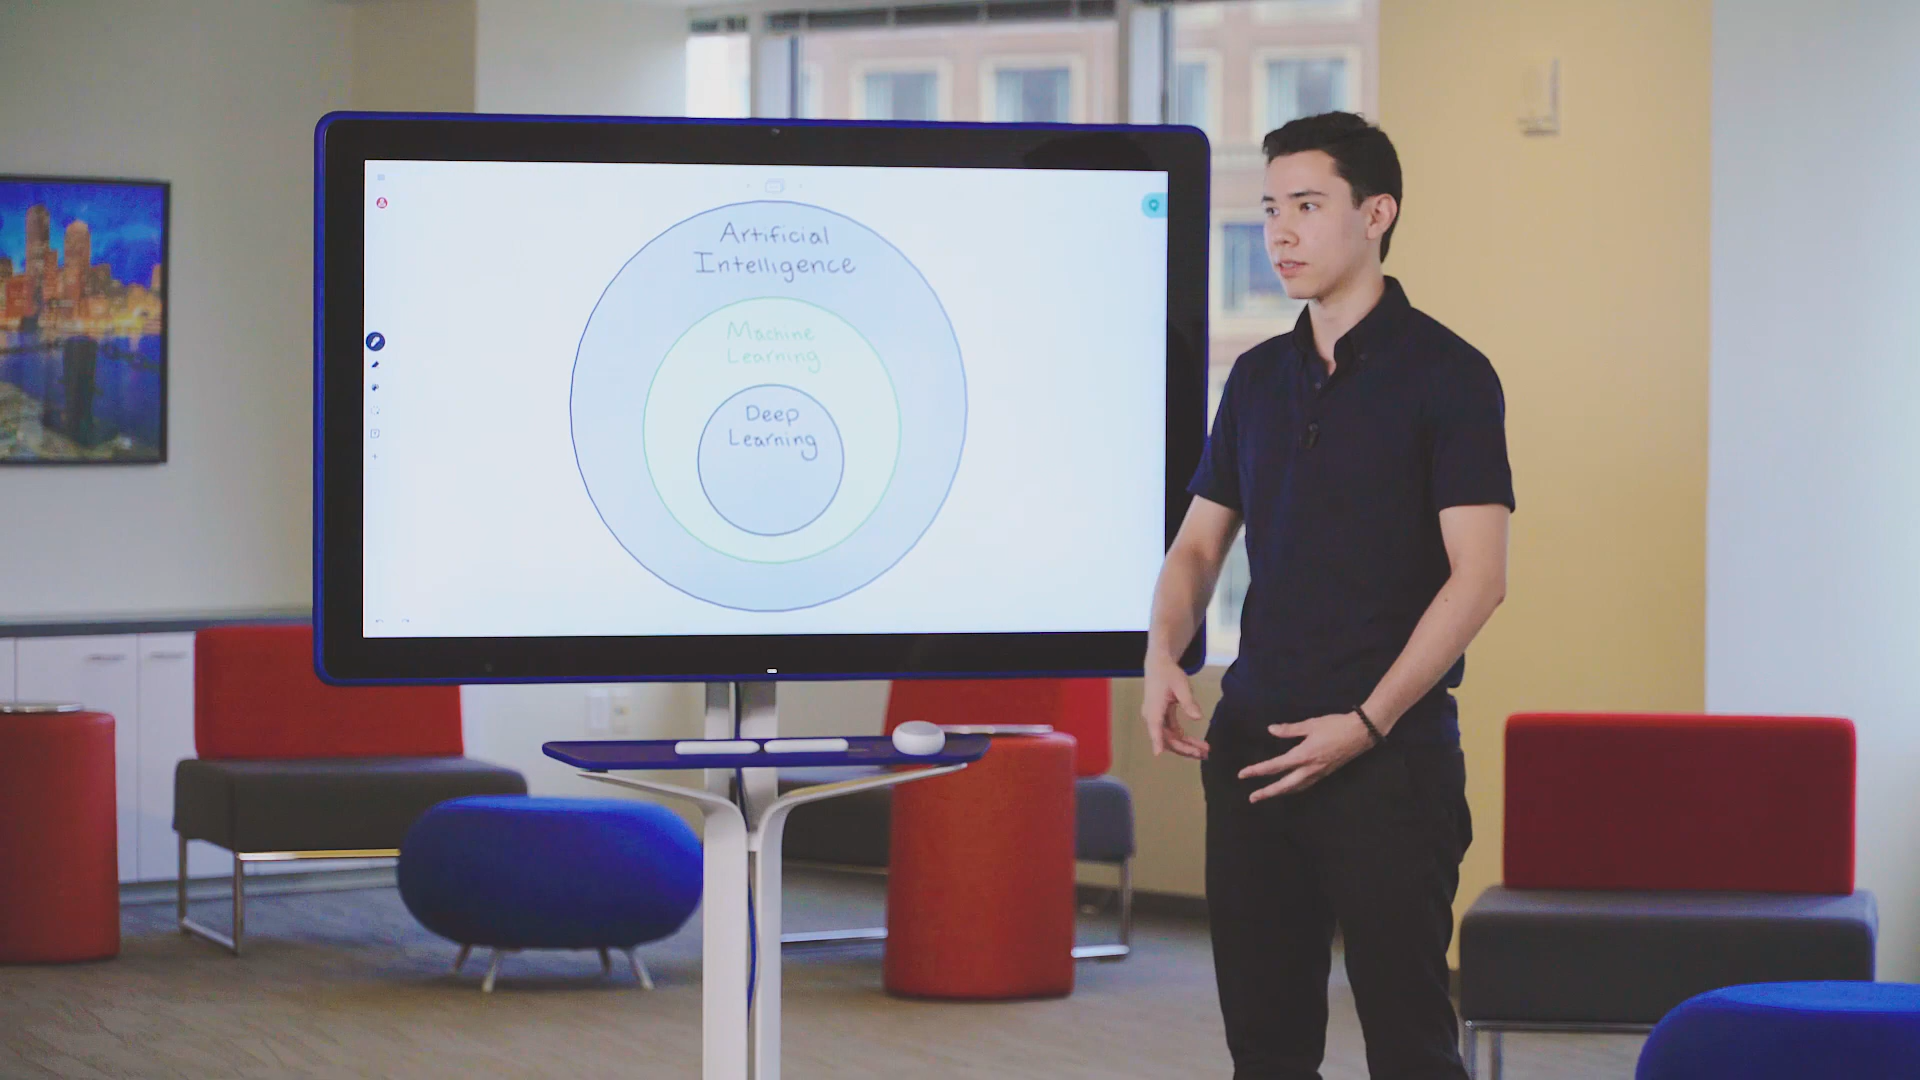 Artificial
Intelligence
Machine
Learning
Deep
Learning